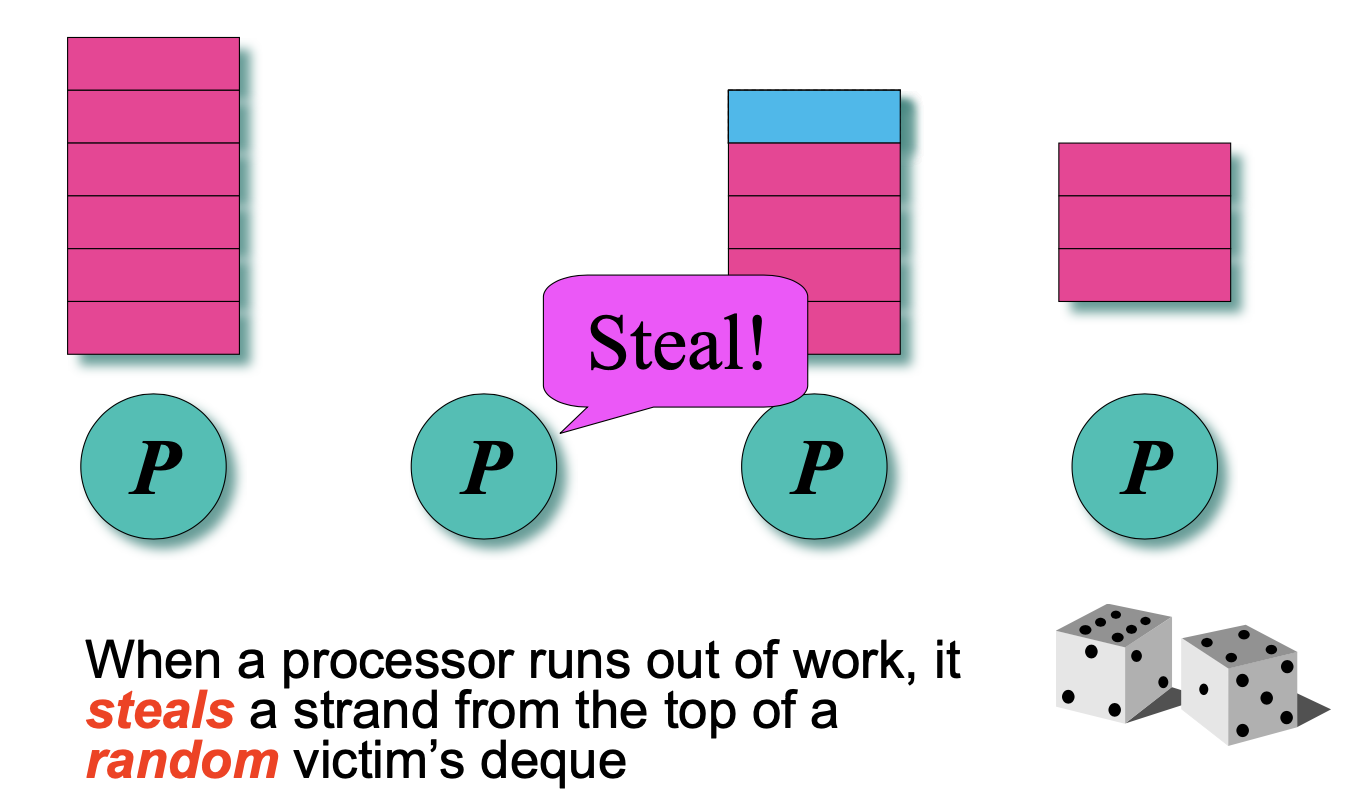 Steal!
P P P P
When a processor runs out of work, it
steals a strand from the top of a
random victim’s deque